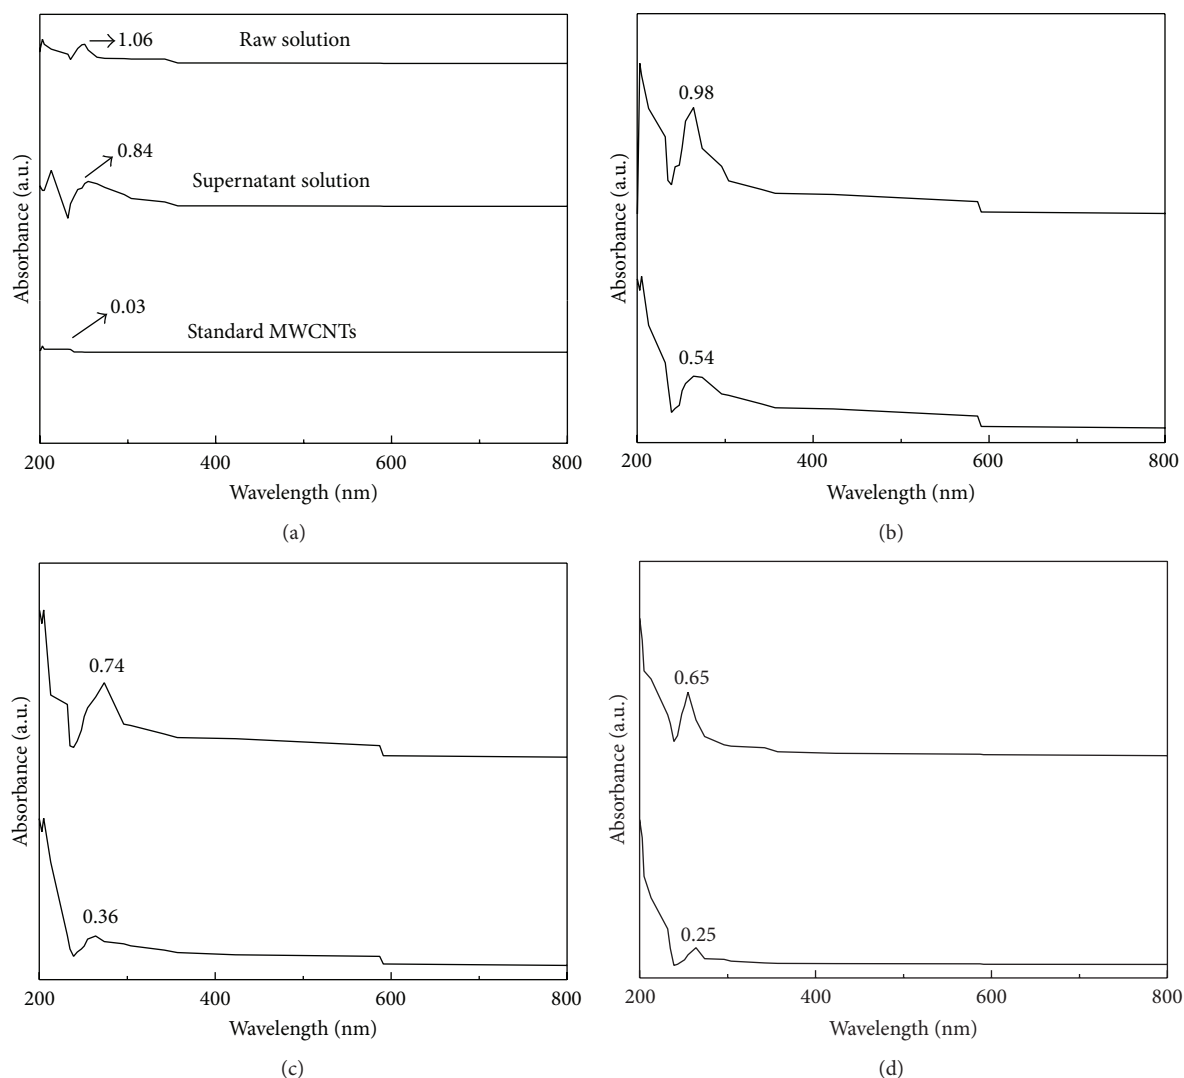 1.06
Raw solution
0.84
Supernatant solution
0.03
Standard MWCNTs
Absorbance (a.u.)
200
400
600
800
Wavelength (nm)
(a)
0.98
0.54
Absorbance (a.u.)
200
400
600
800
Wavelength (nm)
(b)
0.74
0.36
Absorbance (a.u.)
200
400
600
800
Wavelength (nm)
(c)
0.65
0.25
Absorbance (a.u.)
200
400
600
800
Wavelength (nm)
(d)